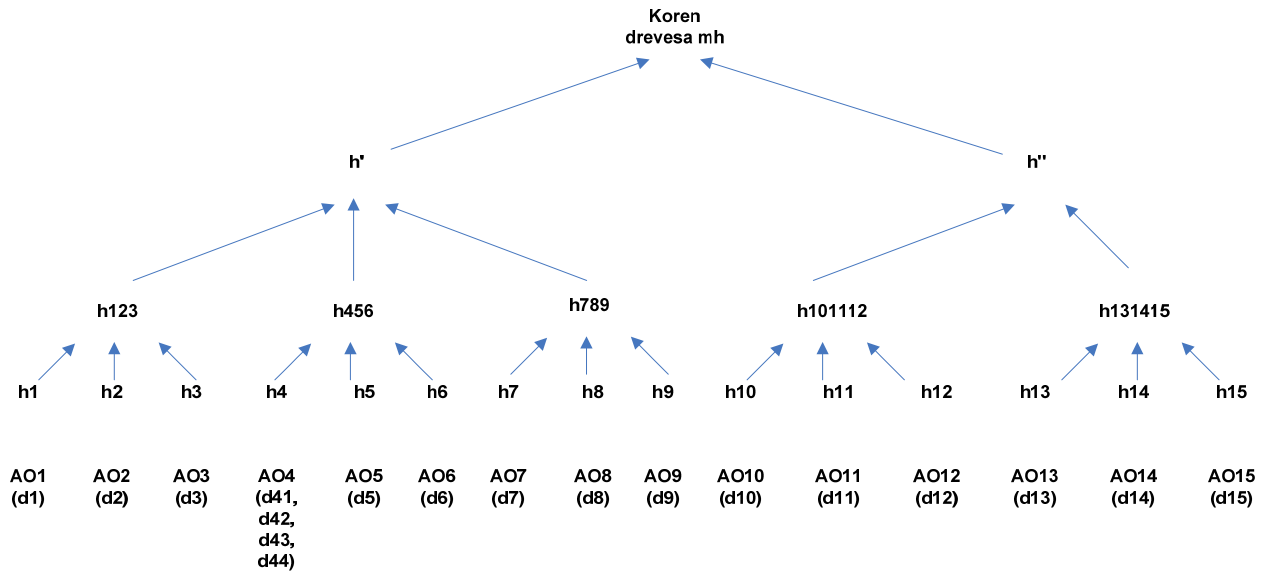 Koren
drevesa mh
h' h''
h123 h456 h789 h101112 h131415
h1 h2 h3 h4 h5 h6 h7 h8 h9 h10 h11 h12 h13 h14 h15
AO1 AO2 AO3 AO4 AO5 AO6 AO7 AO8 AO9 AO10 AO11 AO12 AO13 AO14 AO15
(d1) (d2) (d3) (d41, (d5) (d6) (d7) (d8) (d9) (d10) (d11) (d12) (d13) (d14) (d15)
d42,
d43,
d44)